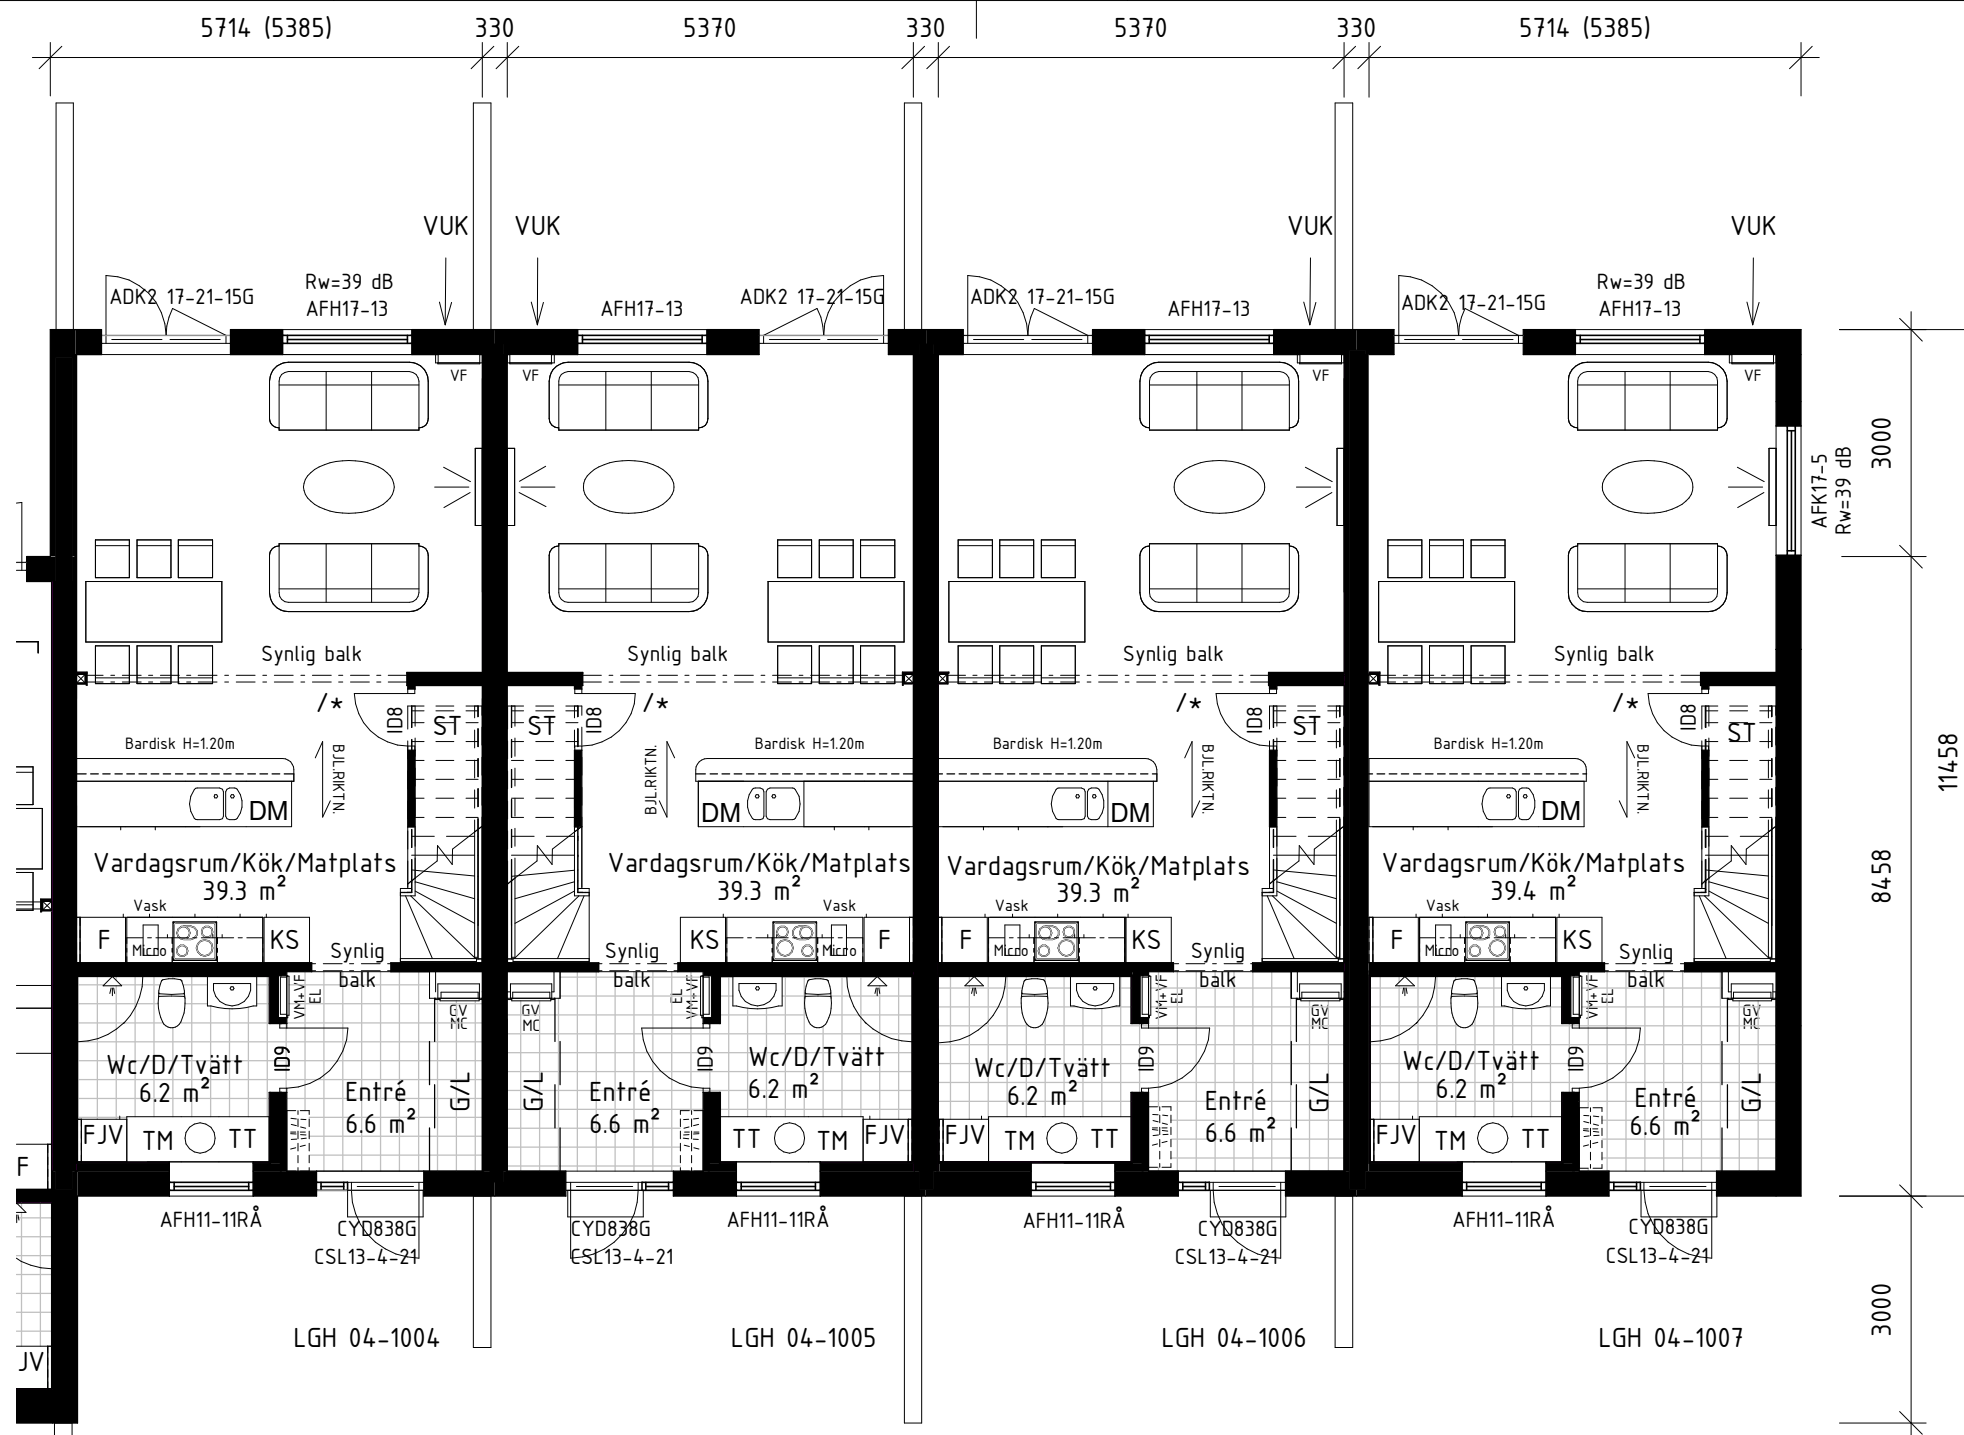 5714 (5385) 330 5370 330 5370 330 5714 (5385)
VUK VUK VUK VUK
Rw=39 dB Rw=39 dB
ADK2 17-21-15G AFH17-13 AFH17-13 ADK2 17-21-15G ADK2 17-21-15G AFH17-13 ADK2 17-21-15G AFH17-13
VF VF VF VF
3000
AFK17-5
Rw=39 dB
Synlig balk Synlig balk Synlig balk Synlig balk
/* /* /* /*
ID8 ST ST ID8 ID8 ST ID8 ST
Bardisk H=1.20m Bardisk H=1.20m Bardisk H=1.20m Bardisk H=1.20m
BJL.RIKTN. BJL.RIKTN. BJL.RIKTN. BJL.RIKTN.
11458
DM DM DM DM
Vardagsrum/Kök/Matplats Vardagsrum/Kök/Matplats Vardagsrum/Kök/Matplats Vardagsrum/Kök/Matplats
39.3 m² 39.3 m² 39.3 m² 39.4 m²
8458
Vask Vask Vask Vask
F Micro KS KS Micro F F Micro KS F Micro KS
Synlig Synlig Synlig Synlig
balk balk balk balk
VM+VF VM+VF VM+VF VM+VF
EL EL EL EL
GV GV GV GV
MC MC MC MC
Wc/D/Tvätt ID9 ID9 Wc/D/Tvätt Wc/D/Tvätt ID9 Wc/D/Tvätt ID9
6.2 m² 6.2 m² 6.2 m² 6.2 m²
Entré G/L G/L Entré Entré G/L Entré G/L
6.6 m² 6.6 m² 6.6 m² 6.6 m²
FJV TM TT TT TM FJV FJV TM TT FJV TM TT
F
AFH11-11RÅ CYD838G CYD838G AFH11-11RÅ AFH11-11RÅ CYD838G AFH11-11RÅ CYD838G
CSL13-4-21 CSL13-4-21 CSL13-4-21 CSL13-4-21
3000
LGH 04-1004 LGH 04-1005 LGH 04-1006 LGH 04-1007
JV